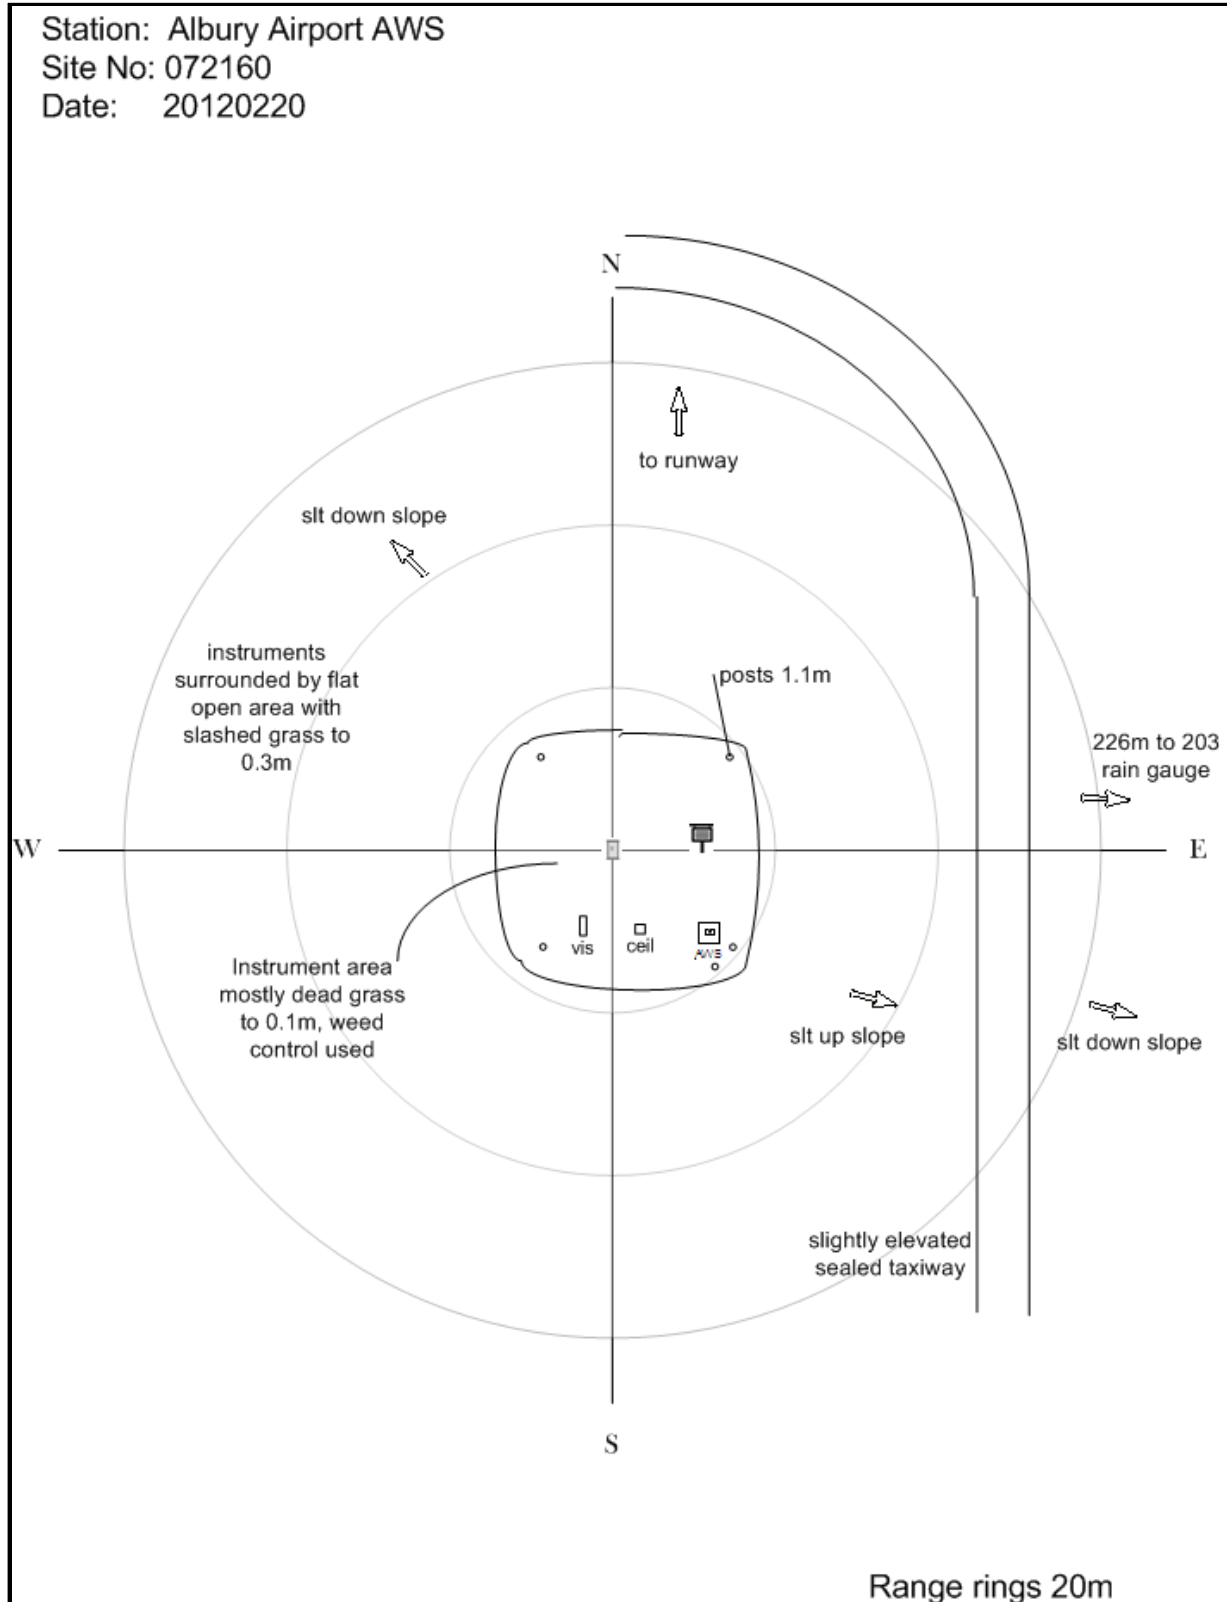 Station: Albury Airport AWS
Site No: 072160
Date: 20120220
N
to runway
slt down slope
instruments
surrounded by flat
open area with
slashed grass to
0.3m
posts 1.1m
226m to 203
rain gauge
W
E
vis
ceil
AWS
Instrument area
mostly dead grass
to 0.1m, weed
control used
slt up slope
slt down slope
slightly elevated
sealed taxiway
S
Range rings 20m